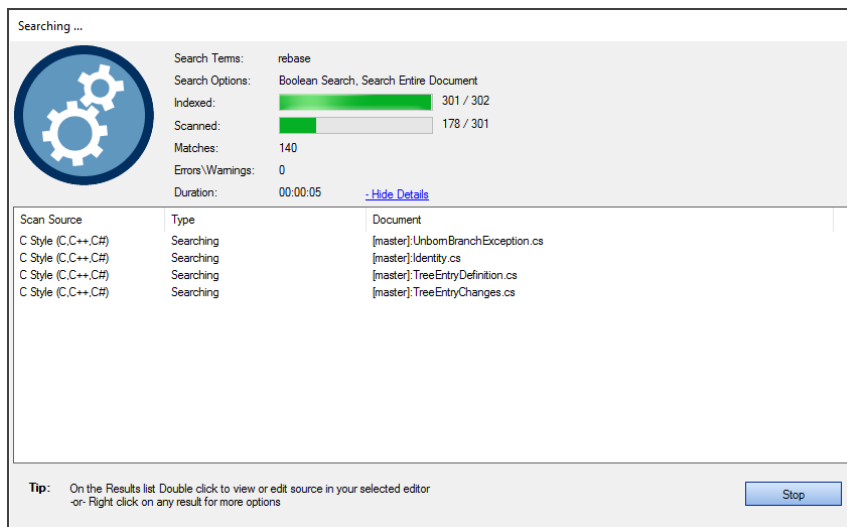 Searching ...
Search Terms: rebase
Search Options: Boolean Search, Search Entire Document
Indexed: 301 / 302
Scanned: 178 / 301
Matches: 140
Errors\Warnings: 0
Duration: 00:00:05 - Hide Details
Scan Source Type Document
C Style (C,C++,C#) Searching [master]:UnbornBranchException.cs
C Style (C,C++,C#) Searching [master]:Identity.cs
C Style (C,C++,C#) Searching [master]:TreeEntryDefinition.cs
C Style (C,C++,C#) Searching [master]:TreeEntryChanges.cs
Tip: On the Results list Double click to view or edit source in your selected editor
-or- Right click on any result for more options
Stop